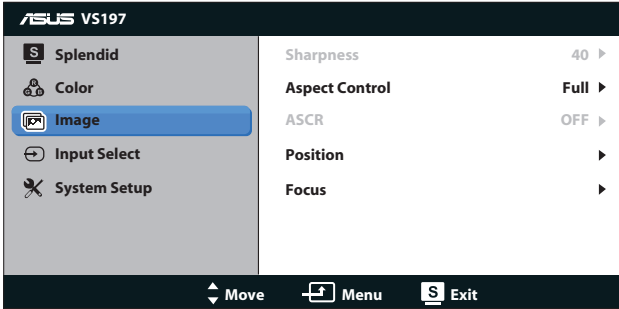 ASUS VS197
S Splendid
Color
Image
Input Select
System Setup
Sharpness 40
Aspect Control Full
ASCR OFF
Position
Focus
Move Menu S Exit